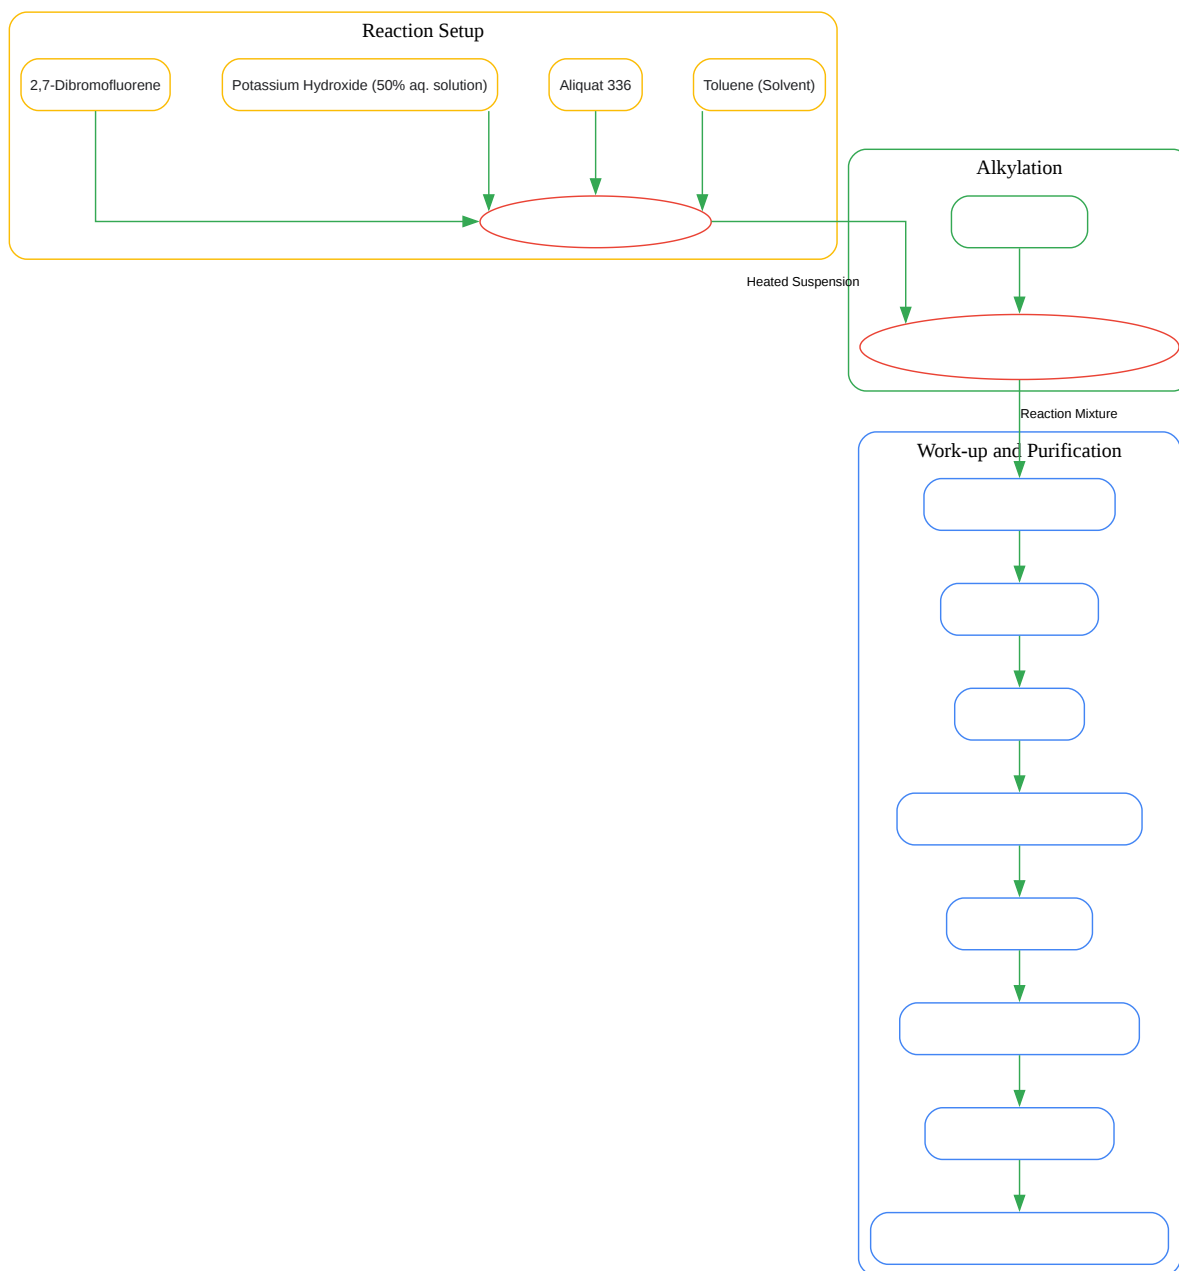 Reaction Setup
2,7-Dibromofluorene
Potassium Hydroxide (50% aq. solution)
Aliquat 336
Toluene (Solvent)
Alkylation
Heated Suspension
Reaction Mixture
Work-up and Purification